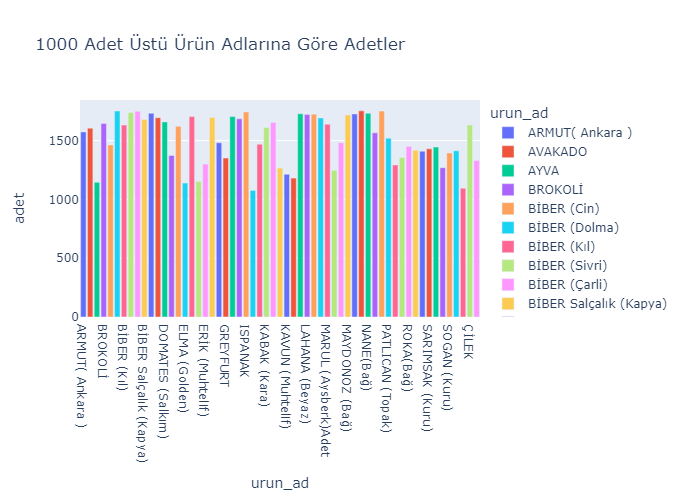 1000 Adet Üstü Ürün Adlarına Göre Adetler
urun_ad
ARMUT( Ankara )
AVAKADO
AYVA
BROKOLİ
BİBER (Cin)
BİBER (Dolma)
BİBER (Kıl)
BİBER (Sivri)
BİBER (Çarli)
BİBER Salçalık (Kapya)
adet
1500
1000
500
0
ARMUT( Ankara )
BROKOLİ
BİBER (Kıl)
BİBER Salçalık (Kapya)
DOMATES (Salkım)
ELMA (Golden)
ERİK (Muhtelif)
GREYFURT
ISPANAK
KABAK (Kara)
KAVUN (Muhtelif)
LAHANA (Beyaz)
MARUL (Aysberk)Adet
MAYDONOZ (Bağ)
NANE(Bağ)
PATLICAN (Topak)
ROKA(Bağ)
SARIMSAK (Kuru)
SOĞAN (Kuru)
ÇİLEK
urun_ad